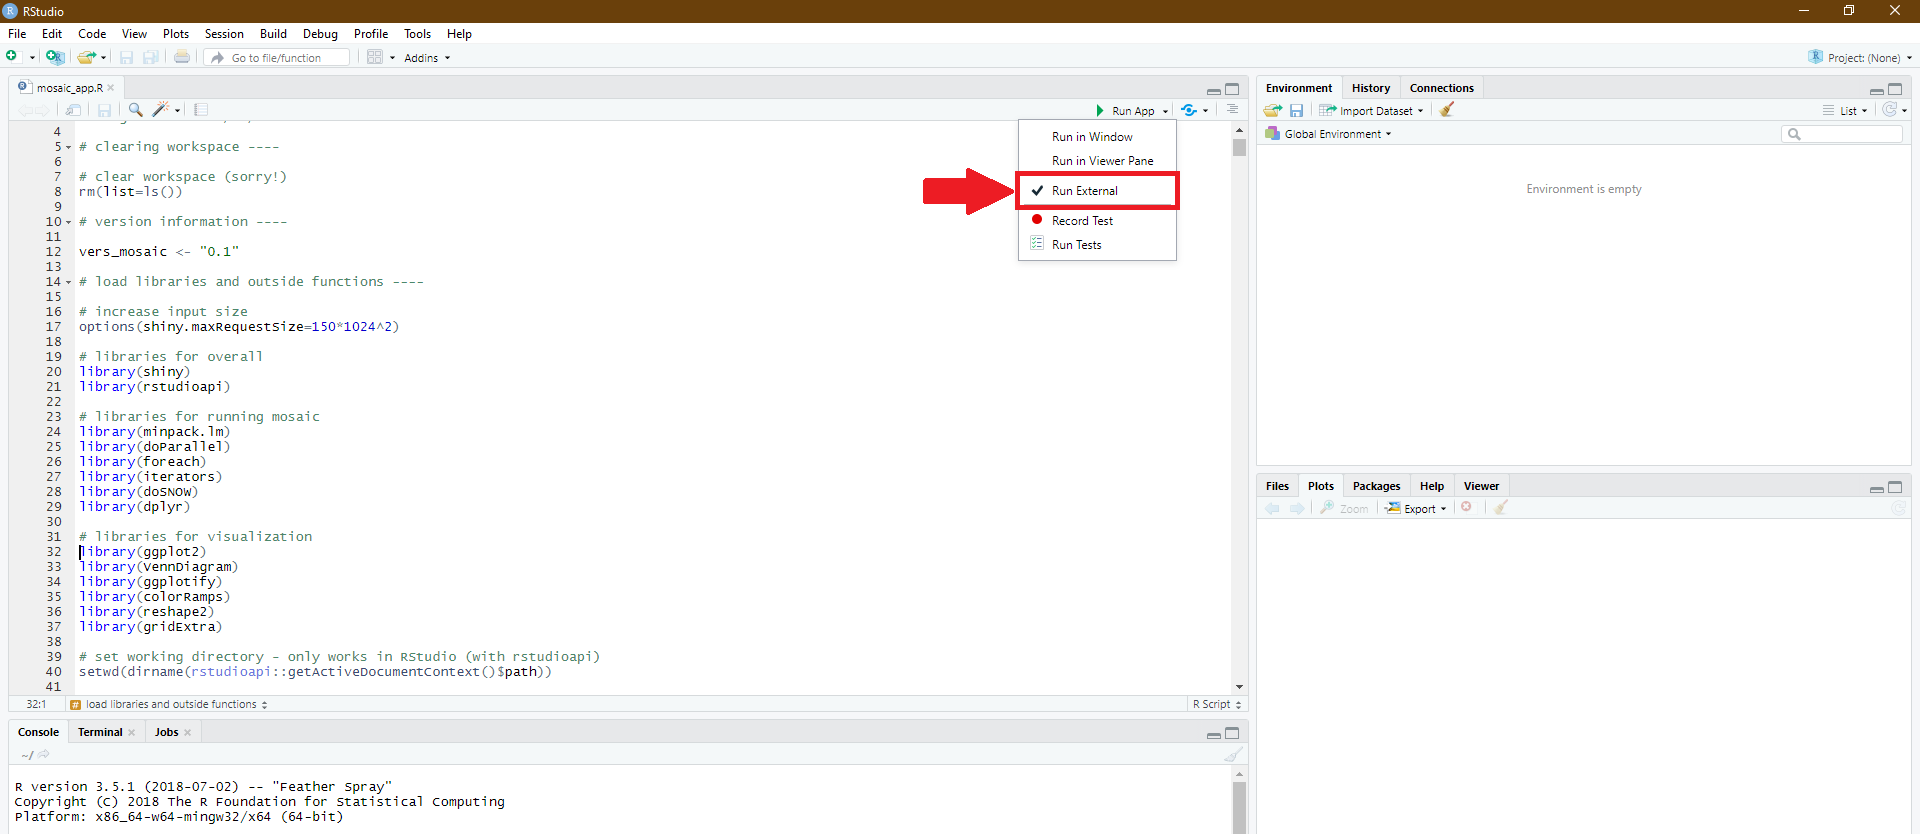 RStudio
File Edit Code View Plots Session Build Debug Profile Tools Help
Go to file/function Addins Project: (None)
mosaic_app.R
Run App
Run in Window
Run in Viewer Pane
Run External
Record Test
Run Tests
4
5 # clearing workspace ----
6
7 # clear workspace (sorry!)
8 rm(list=ls())
9
10 # version information ----
11
12 vers_mosaic <- "0.1"
13
14 # load libraries and outside functions ----
15
16 # increase input size
17 options(shiny.maxRequestSize=150*1024^2)
18
19 # libraries for overall
20 library(shiny)
21 library(rstudioapi)
22
23 # libraries for running mosaic
24 library(minpack.lm)
25 library(doParallel)
26 library(foreach)
27 library(iterators)
28 library(doSNOW)
29 library(dplyr)
30
31 # libraries for visualization
32 library(ggplot2)
33 library(VennDiagram)
34 library(ggplotify)
35 library(colorRamps)
36 library(reshape2)
37 library(gridExtra)
38
39 # set working directory - only works in RStudio (with rstudioapi)
40 setwd(dirname(rstudioapi::getActiveDocumentContext()$path))
41
32:1 # load libraries and outside functions R Script
Console Terminal Jobs
~/
R version 3.5.1 (2018-07-02) -- "Feather Spray"
Copyright (C) 2018 The R Foundation for Statistical Computing
Platform: x86_64-w64-mingw32/x64 (64-bit)
Environment History Connections
Import Dataset List
Global Environment
Environment is empty
Files Plots Packages Help Viewer
Zoom Export